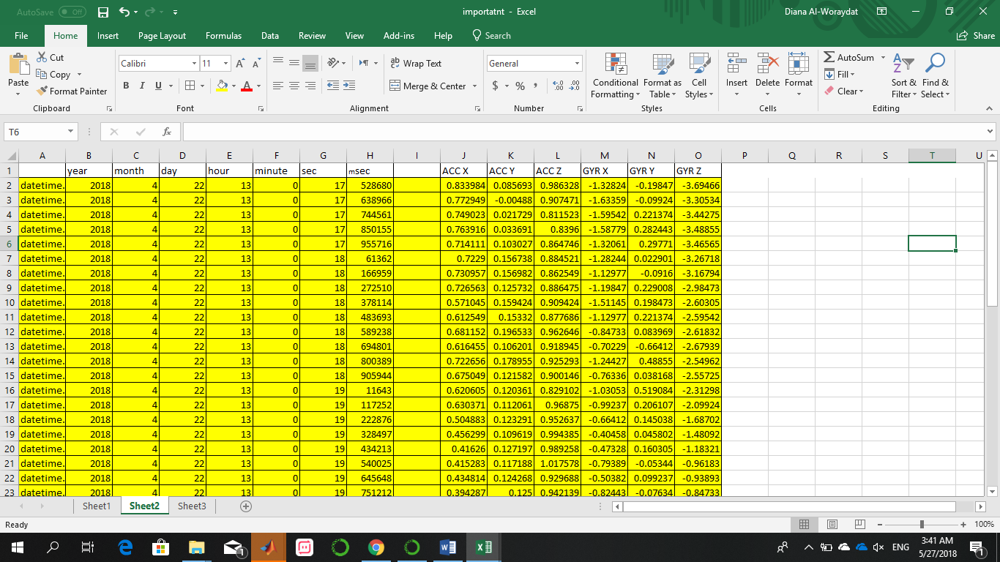 AutoSave Off importatnt - Excel Diana Al-Woraydat
File Home Insert Page Layout Formulas Data Review View Add-ins Help Search Share
Paste Cut Copy Format Painter
Calibri 11 A A B I U A
Wrap Text Merge & Center
General $ % , .00
Conditional Formatting Format as Table Cell Styles
Insert Delete Format
AutoSum Fill Clear Sort & Filter Find & Select
Clipboard Font Alignment Number Styles Cells Editing
T6 fx
A B C D E F G H I J K L M N O P Q R S T U
1 year month day hour minute sec msec ACC X ACC Y ACC Z GYR X GYR Y GYR Z
2 datetime. 2018 4 22 13 0 17 528680 0.833984 0.085693 0.986328 -1.32824 -0.19847 -3.69466
3 datetime. 2018 4 22 13 0 17 638966 0.772949 -0.00488 0.907471 -1.63359 -0.09924 -3.30534
4 datetime. 2018 4 22 13 0 17 744561 0.749023 0.021729 0.811523 -1.59542 0.221374 -3.44275
5 datetime. 2018 4 22 13 0 17 850155 0.763916 0.033691 0.8396 -1.58779 0.282443 -3.48855
6 datetime. 2018 4 22 13 0 17 955716 0.714111 0.103027 0.864746 -1.32061 0.29771 -3.46565
7 datetime. 2018 4 22 13 0 18 61362 0.7229 0.156738 0.884521 -1.28244 0.022901 -3.26718
8 datetime. 2018 4 22 13 0 18 166959 0.730957 0.156982 0.862549 -1.12977 -0.0916 -3.16794
9 datetime. 2018 4 22 13 0 18 272510 0.726563 0.125732 0.886475 -1.19847 0.229008 -2.98473
10 datetime. 2018 4 22 13 0 18 378114 0.571045 0.159424 0.909424 -1.51145 0.198473 -2.60305
11 datetime. 2018 4 22 13 0 18 483693 0.612549 0.15332 0.877686 -1.12977 0.221374 -2.59542
12 datetime. 2018 4 22 13 0 18 589238 0.681152 0.196533 0.962646 -0.84733 0.083969 -2.61832
13 datetime. 2018 4 22 13 0 18 694801 0.616455 0.106201 0.918945 -0.70229 -0.66412 -2.67939
14 datetime. 2018 4 22 13 0 18 800389 0.722656 0.178955 0.925293 -1.24427 0.48855 -2.54962
15 datetime. 2018 4 22 13 0 18 905944 0.675049 0.121582 0.900146 -0.76336 0.038168 -2.55725
16 datetime. 2018 4 22 13 0 19 11643 0.620605 0.120361 0.829102 -1.03053 0.519084 -2.31298
17 datetime. 2018 4 22 13 0 19 117252 0.630371 0.112061 0.96875 -0.99237 0.206107 -2.09924
18 datetime. 2018 4 22 13 0 19 222876 0.504883 0.123291 0.952637 -0.66412 0.145038 -1.68702
19 datetime. 2018 4 22 13 0 19 328497 0.456299 0.109619 0.994385 -0.40458 0.045802 -1.48092
20 datetime. 2018 4 22 13 0 19 434213 0.41626 0.127197 0.989258 -0.47328 0.160305 -1.18321
21 datetime. 2018 4 22 13 0 19 540025 0.415283 0.117188 1.017578 -0.79389 -0.05344 -0.96183
22 datetime. 2018 4 22 13 0 19 645648 0.434814 0.124268 0.929688 -0.50382 0.099237 -0.93893
23 datetime. 2018 4 22 13 0 19 751212 0.394287 0.125 0.942139 -0.82443 -0.07634 -0.84733
Sheet1 Sheet2 Sheet3
Ready 100%
1 ENG 3:41 AM
5/27/2018 1